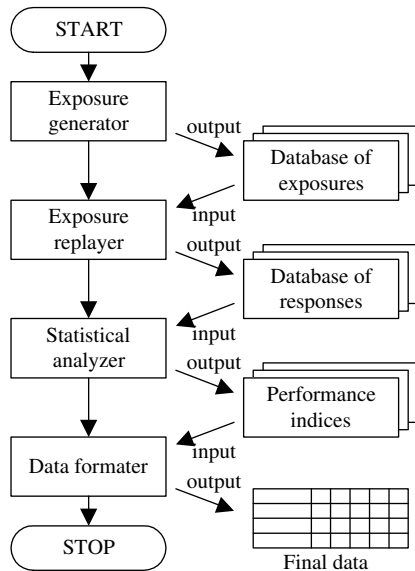 START
Exposure
generator
output
Database of
exposures
input
Exposure
replayer
output
Database of
responses
input
Statistical
analyzer
output
Performance
indices
input
Data formater
output
STOP
Final data